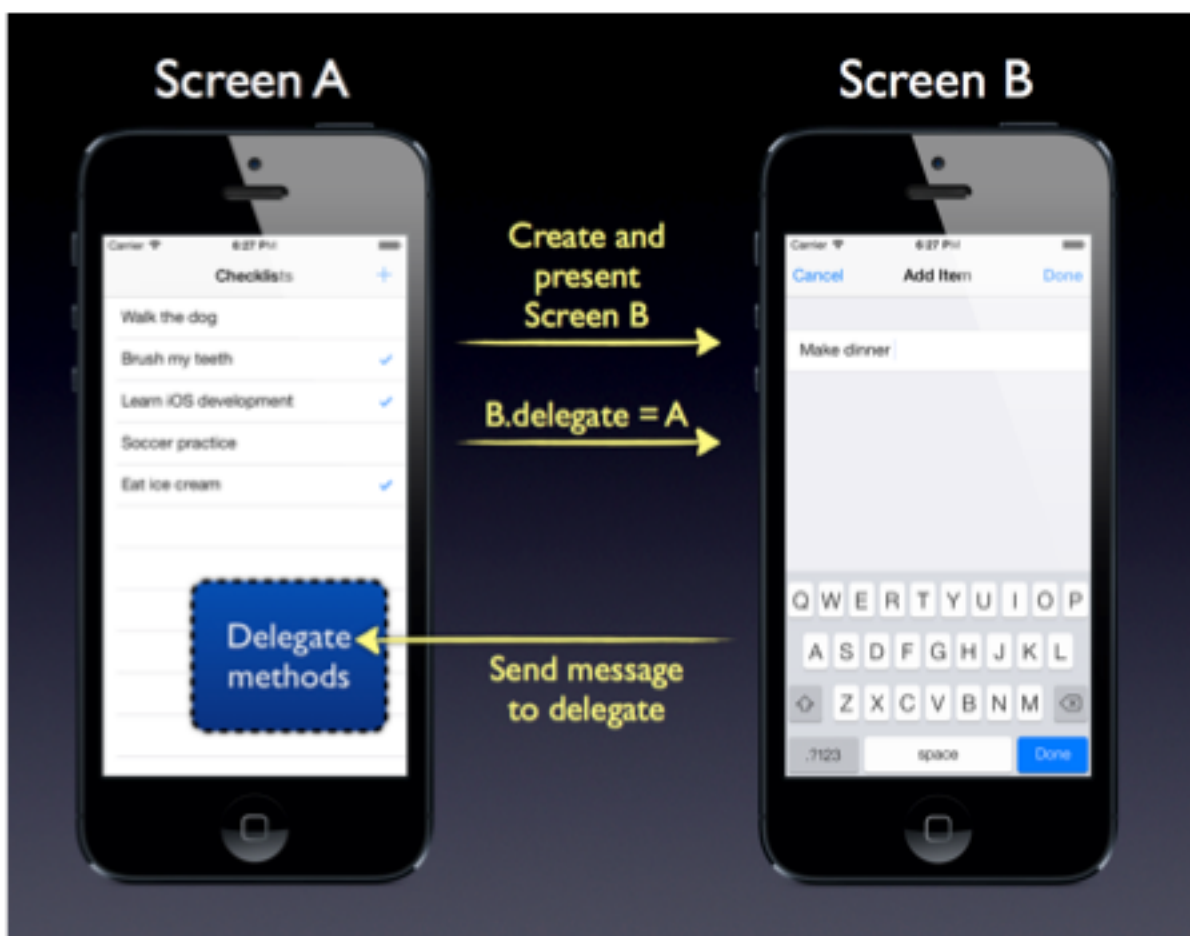 Screen A
Screen B
Carrier
6:27 PM
Checklists
+
Walk the dog
Brush my teeth
Learn iOS development
Soccer practice
Eat ice cream
Delegate
methods
Create and
present
Screen B
B.delegate = A
Send message
to delegate
Carrier
6:27 PM
Cancel
Add Item
Done
Make dinner
Q W E R T Y U I O P
A S D F G H J K L
Z X C V B N M
.?123
space
Done